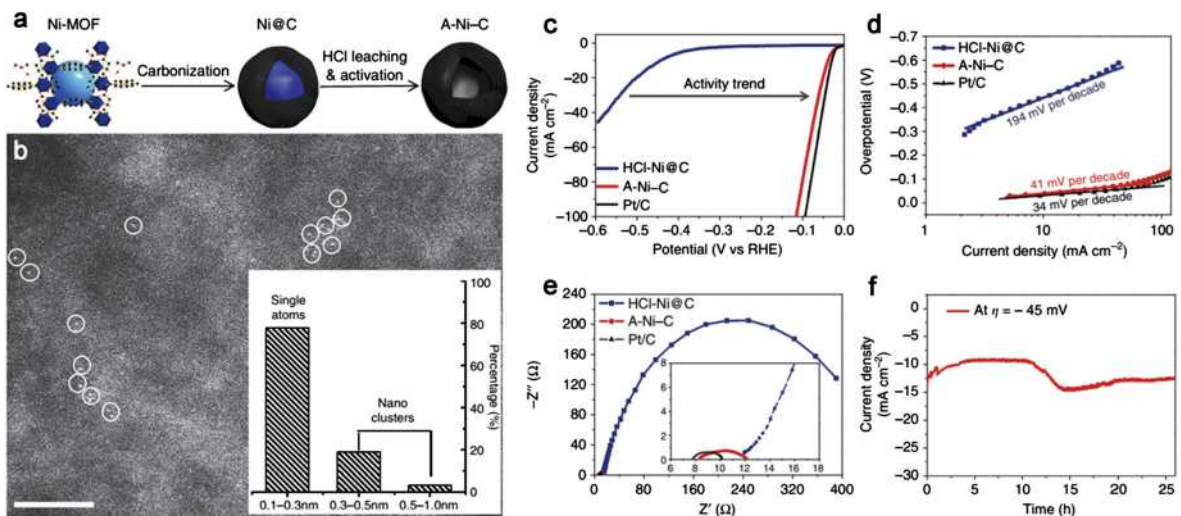 a
Ni-MOF
Ni@C
A-Ni–C
Carbonization
HCl leaching
& activation
b
Single
atoms
Nano
clusters
Percentage (%)
100
80
60
40
20
0
0.1–0.3nm
0.3–0.5nm
0.5–1.0nm
c
Current density
(mA cm−2)
0
−20
−40
−60
−80
−100
Activity trend
HCl-Ni@C
A-Ni–C
Pt/C
−0.6
−0.5
−0.4
−0.3
−0.2
−0.1
0.0
Potential (V vs RHE)
d
Overpotential (V)
−0.7
−0.6
−0.5
−0.4
−0.3
−0.2
−0.1
0.0
HCl-Ni@C
A-Ni–C
Pt/C
194 mV per decade
41 mV per decade
34 mV per decade
1
10
100
Current density (mA cm−2)
e
−Z″ (Ω)
240
200
160
120
80
40
0
HCl-Ni@C
A-Ni–C
Pt/C
8
6
4
2
0
6 8 10 12 14 16 18
0 40 80 120 160 200 240 280 320 360 400
Z′ (Ω)
f
Current density
(mA cm−2)
0
−5
−10
−15
−20
−25
−30
At η = − 45 mV
0 5 10 15 20 25
Time (h)